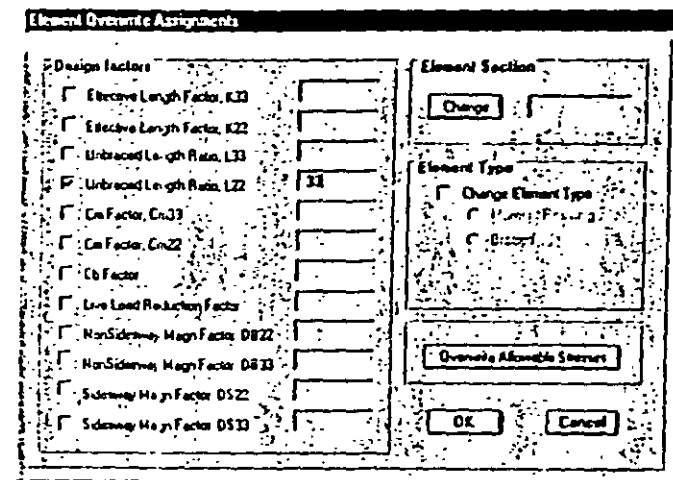 Element Overwrite Assignments
Design Factors
Effective Length Factor, K33
Effective Length Factor, K22
Unbraced Length Ratio, L33
Unbraced Length Ratio, L22
Cm Factor, Cm33
Cm Factor, Cm22
Cb Factor
Live Load Reduction Factor
NonSidesway Magn Factor DB22
NonSidesway Magn Factor DB33
Sidesway Magn Factor DS22
Sidesway Magn Factor DS33
Element Section
Change
Element Type
Change Element Type
Overwrite Allowable Stresses
OK
Cancel